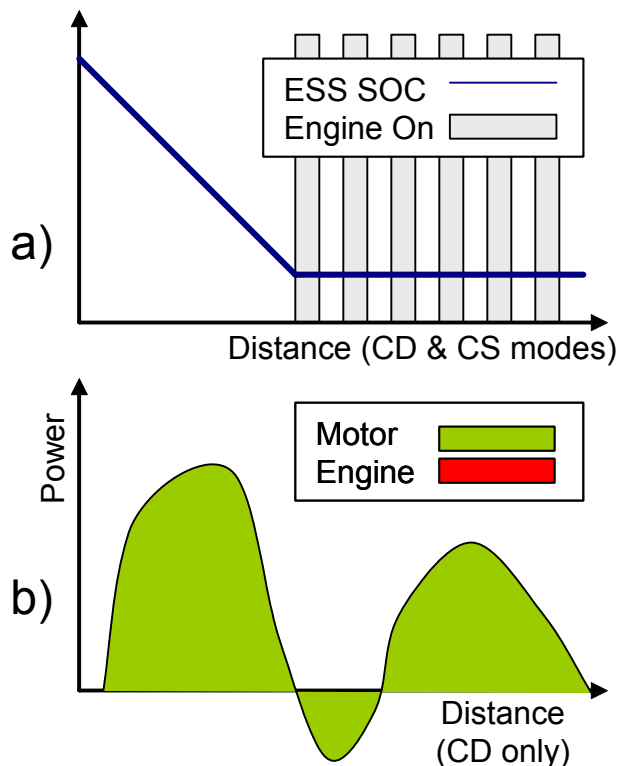 ESS SOC
Engine On
a)
Distance (CD & CS modes)
Power
Motor
Engine
b)
Distance
(CD only)